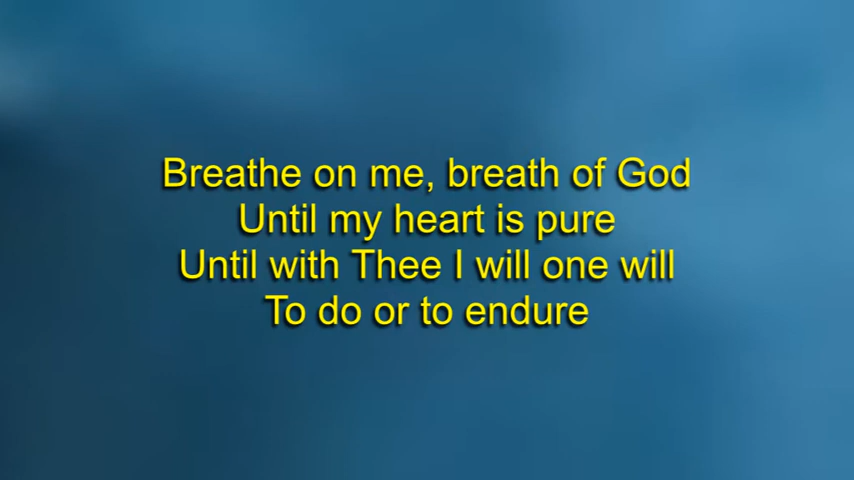 Breathe on me, breath of God
Until my heart is pure
Until with Thee I will one will
To do or to endure